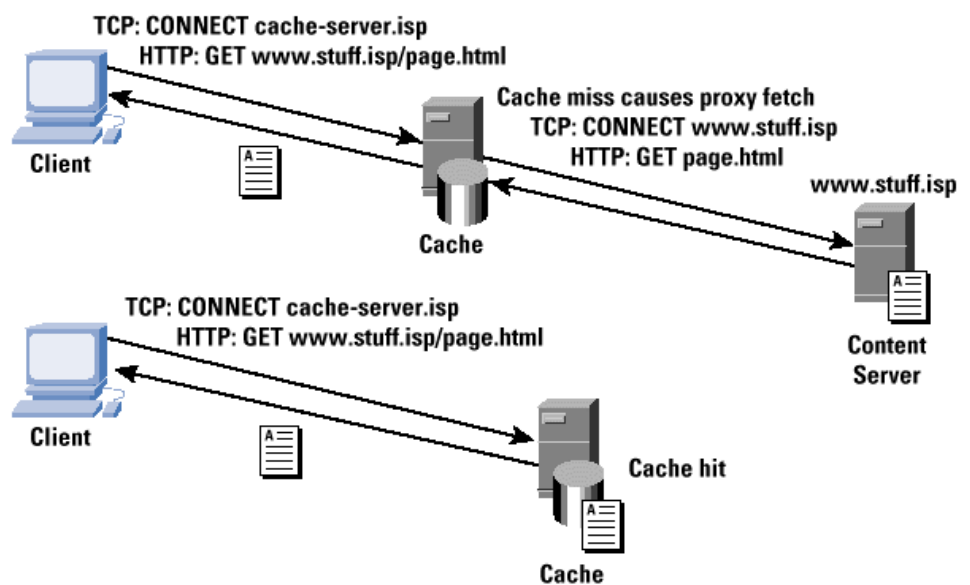 TCP: CONNECT cache-server.isp
HTTP: GET www.stuff.isp/page.html
Client
A
Cache miss causes proxy fetch
TCP: CONNECT www.stuff.isp
HTTP: GET page.html
Cache
www.stuff.isp
A
Content
Server
TCP: CONNECT cache-server.isp
HTTP: GET www.stuff.isp/page.html
Client
A
Cache hit
A
Cache